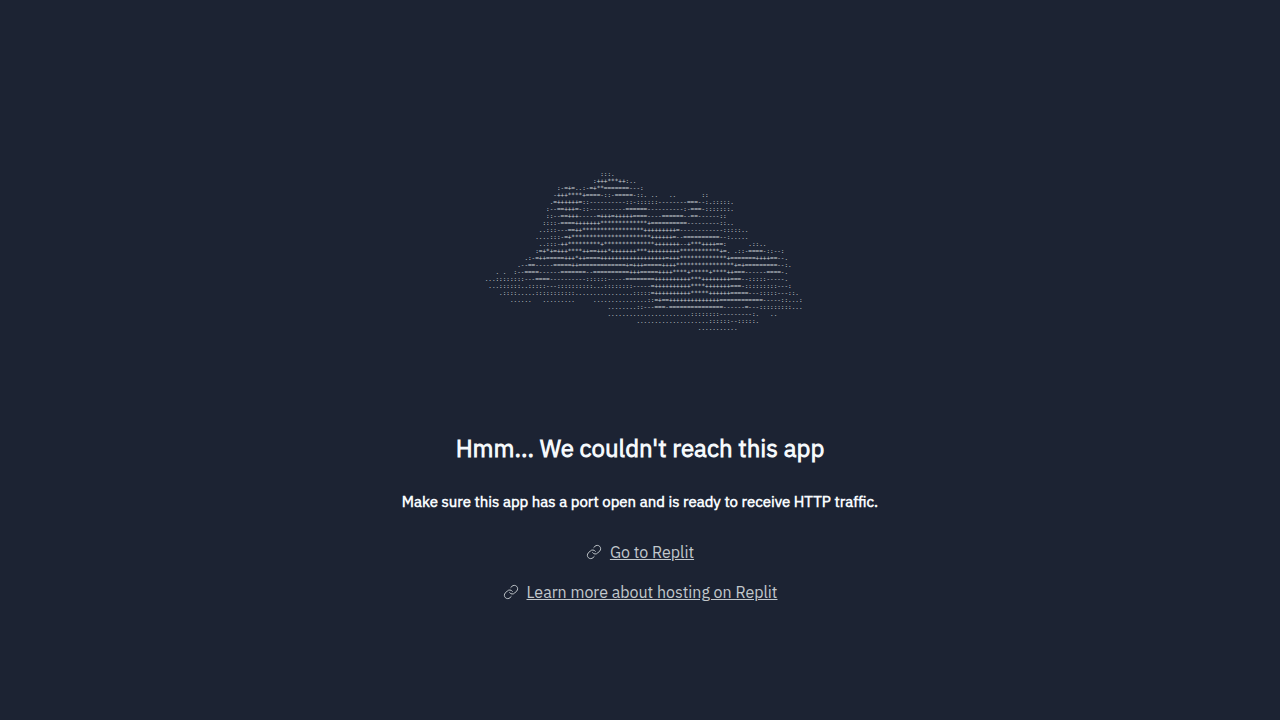 Hmm... We couldn't reach this app
Make sure this app has a port open and is ready to receive HTTP traffic.
Go to Replit
Learn more about hosting on Replit